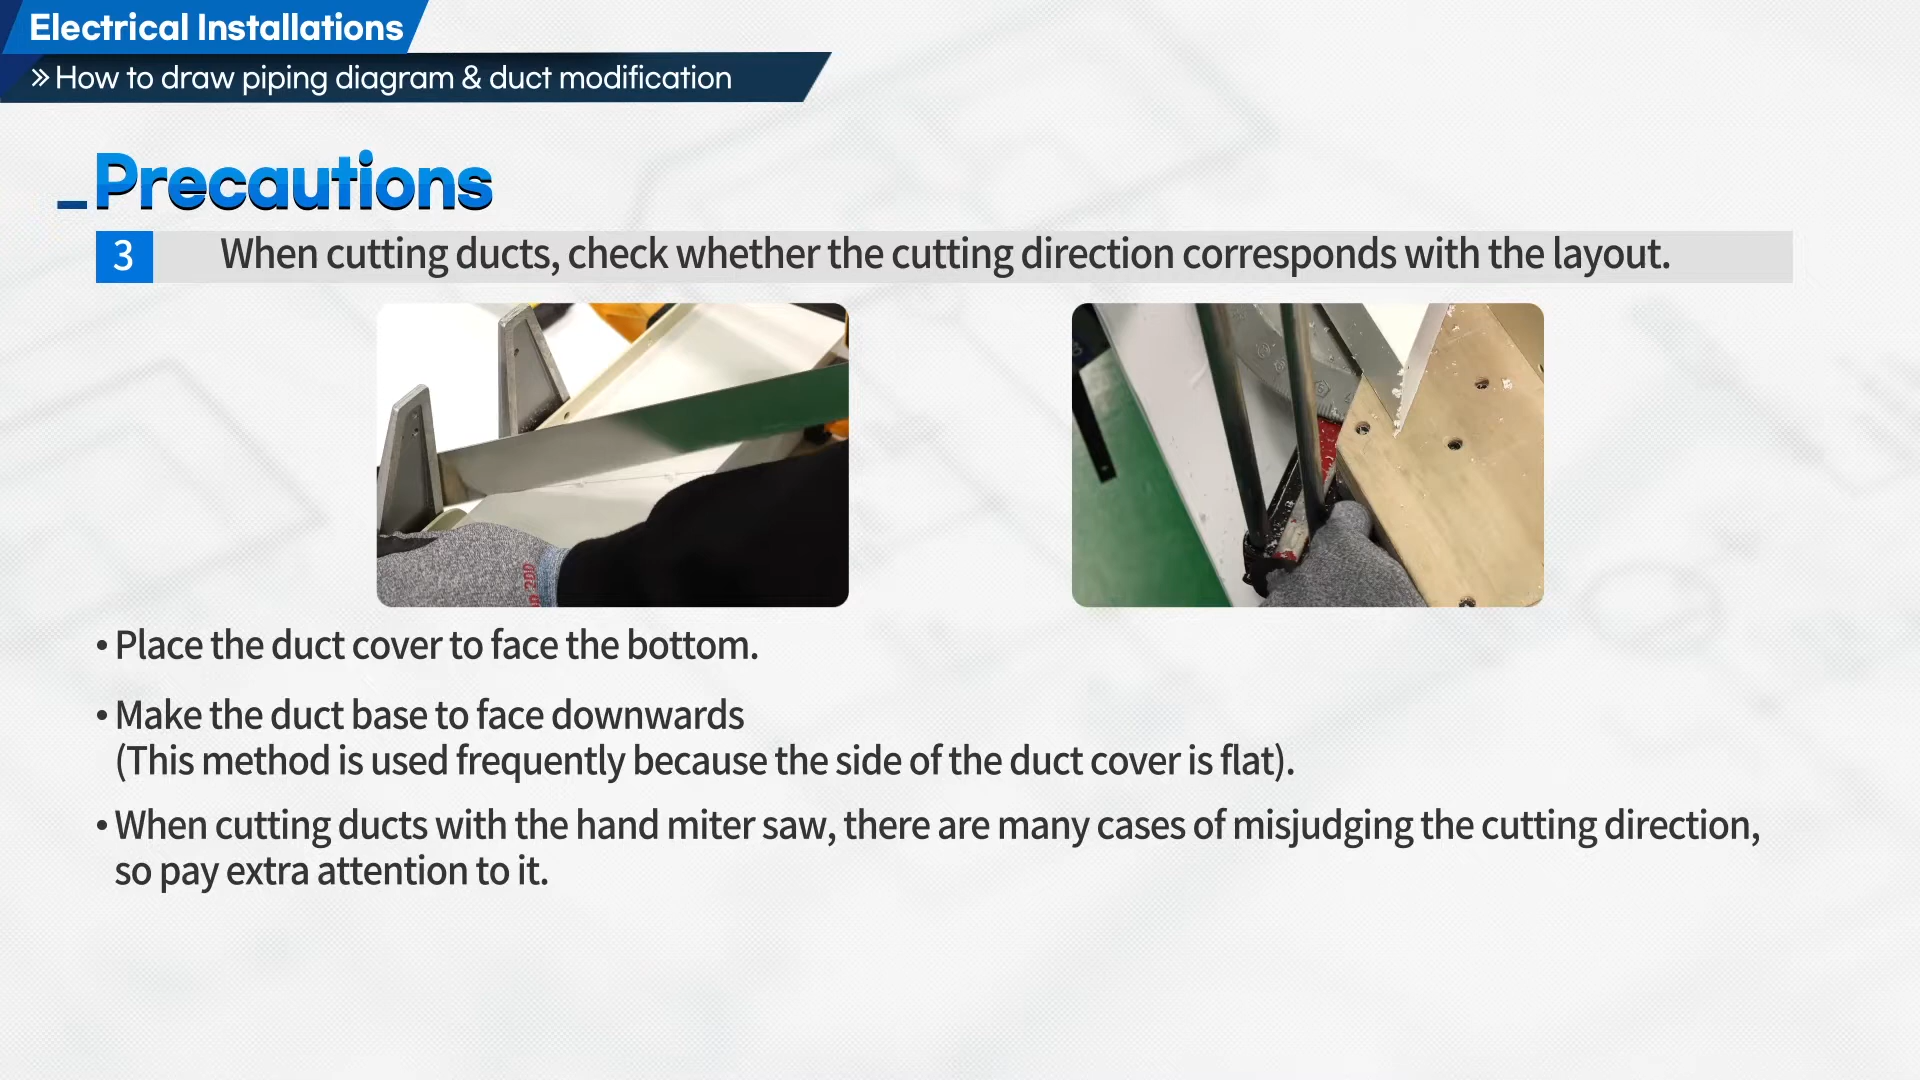 Electrical Installations
» How to draw piping diagram & duct modification
Precautions
3 When cutting ducts, check whether the cutting direction corresponds with the layout.
• Place the duct cover to face the bottom.
• Make the duct base to face downwards
(This method is used frequently because the side of the duct cover is flat).
• When cutting ducts with the hand miter saw, there are many cases of misjudging the cutting direction,
so pay extra attention to it.